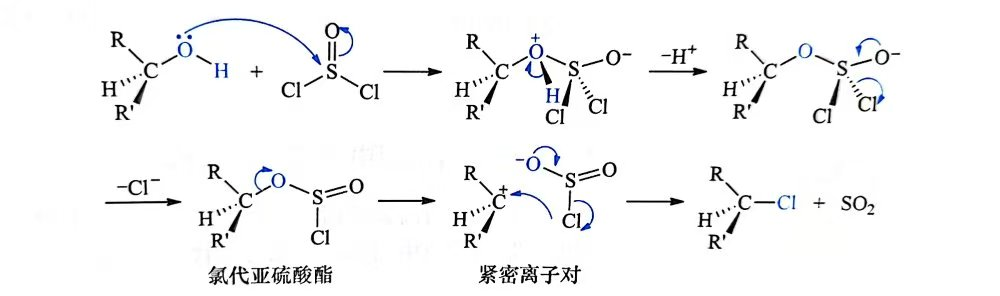 R R' H C O H + O S Cl Cl R R' H C O + H S O⁻ Cl Cl −H⁺ R R' H C O S O⁻ Cl Cl
−Cl⁻ R R' H C O S O Cl R R' H C + ⁻O S O Cl R R' H C Cl + SO₂
氯代亚硫酸酯 紧密离子对